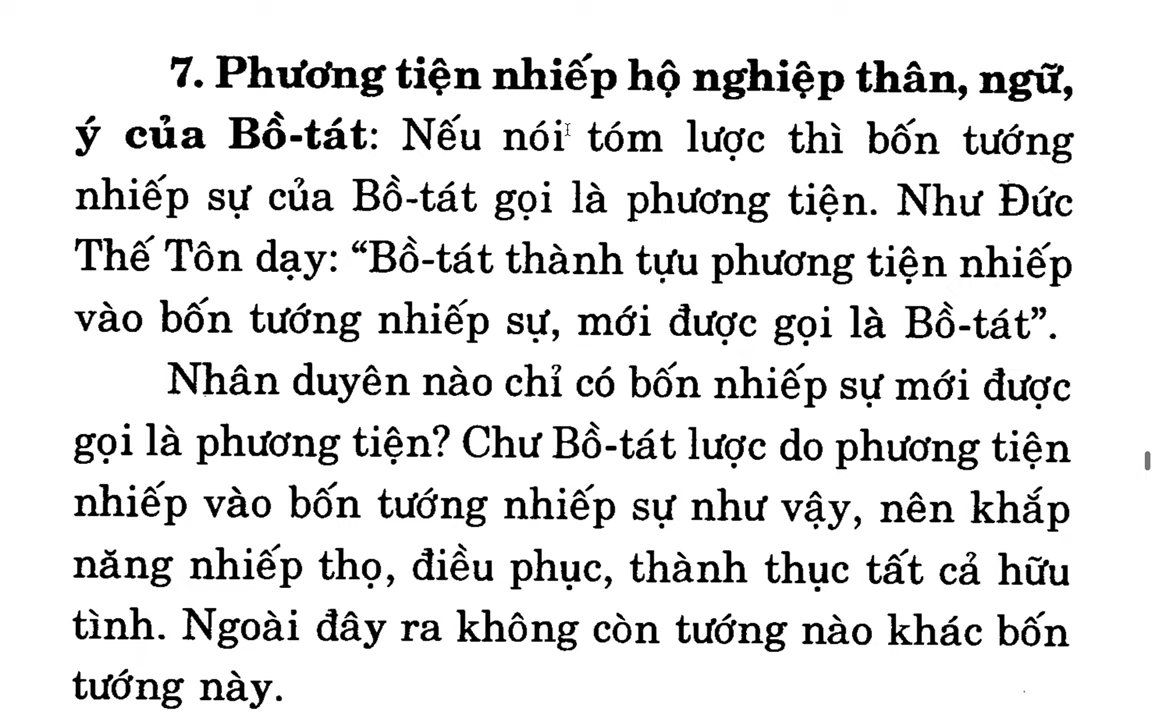 7. Phương tiện nhiếp hộ nghiệp thân, ngữ,
ý của Bồ-tát: Nếu nói tóm lược thì bốn tướng
nhiếp sự của Bồ-tát gọi là phương tiện. Như Đức
Thế Tôn dạy: “Bồ-tát thành tựu phương tiện nhiếp
vào bốn tướng nhiếp sự, mới được gọi là Bồ-tát”.
Nhân duyên nào chỉ có bốn nhiếp sự mới được
gọi là phương tiện? Chư Bồ-tát lược do phương tiện
nhiếp vào bốn tướng nhiếp sự như vậy, nên khắp
năng nhiếp thọ, điều phục, thành thục tất cả hữu
tình. Ngoài đây ra không còn tướng nào khác bốn
tướng này.